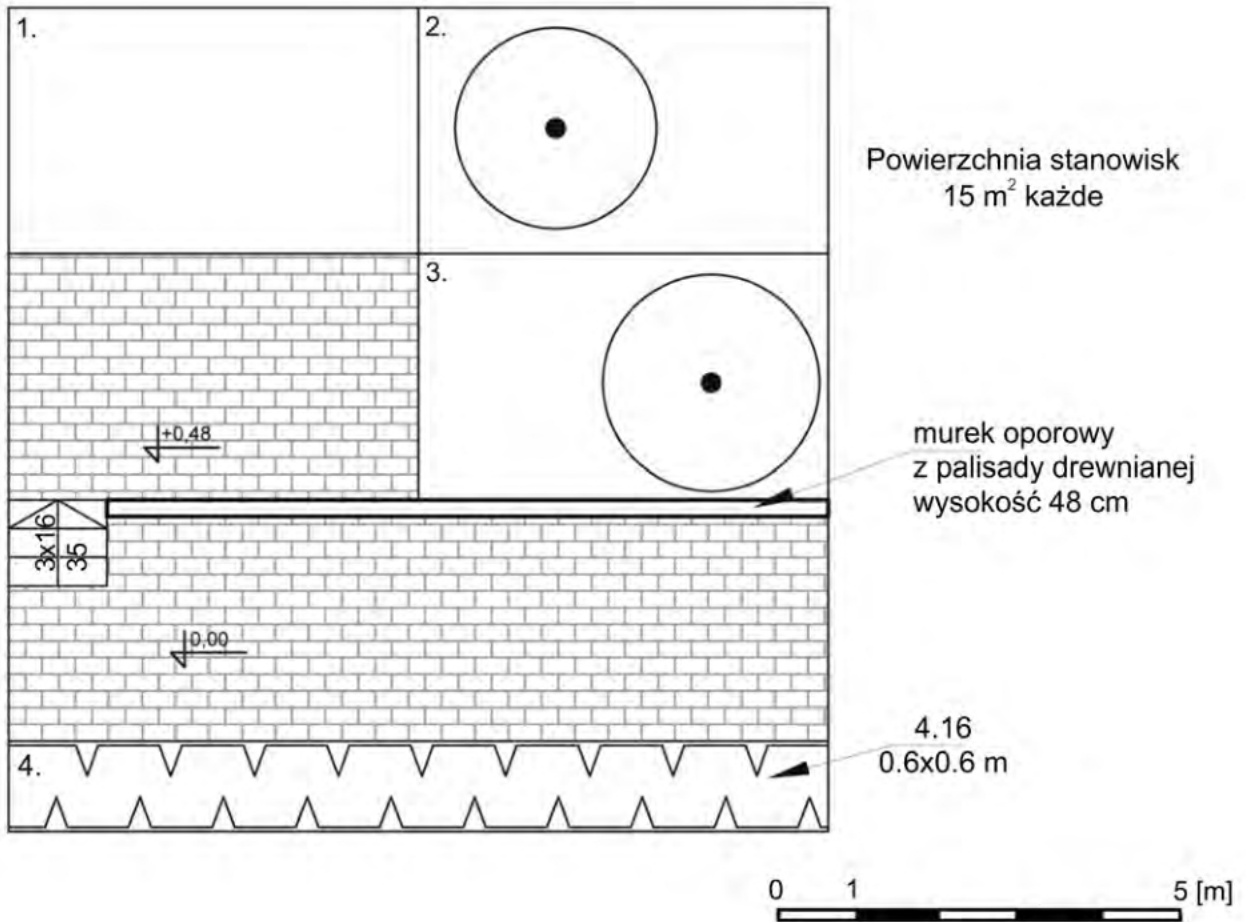 1.
2.
Powierzchnia stanowisk
15 m² każde
3.
+0,48
murek oporowy
z palisady drewnianej
wysokość 48 cm
3x16
35
0,00
4.
4.16
0.6x0.6 m
0 1 5 [m]